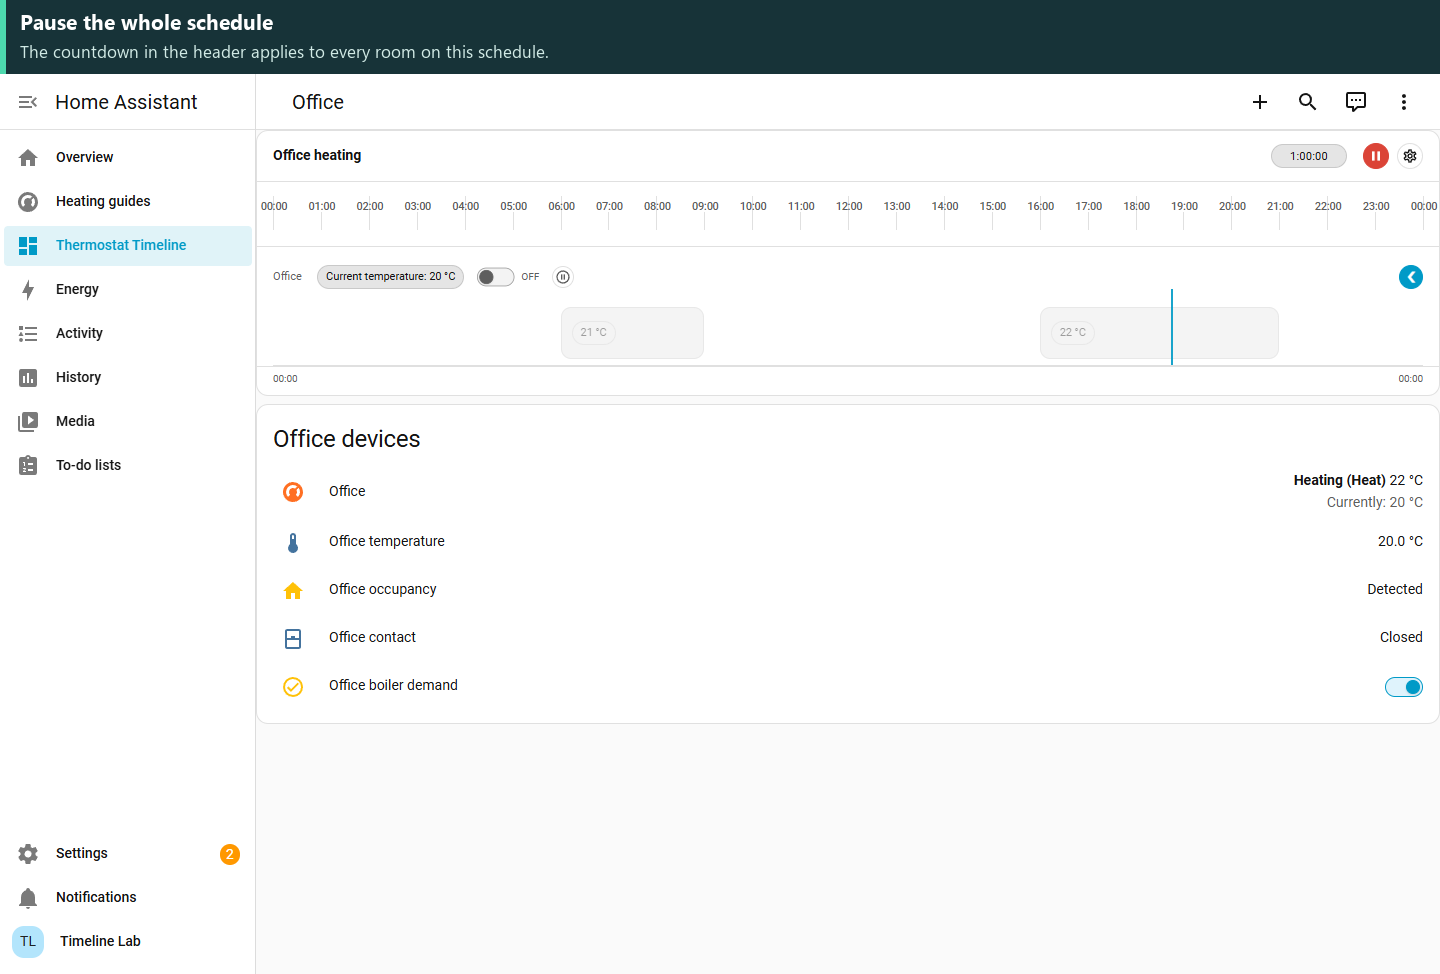 Pause the whole schedule
The countdown in the header applies to every room on this schedule.
Home Assistant
Office
Overview
Heating guides
Thermostat Timeline
Energy
Activity
History
Media
To-do lists
Settings
2
Notifications
TL
Timeline Lab
Office heating
1:00:00
00:00 01:00 02:00 03:00 04:00 05:00 06:00 07:00 08:00 09:00 10:00 11:00 12:00 13:00 14:00 15:00 16:00 17:00 18:00 19:00 20:00 21:00 22:00 23:00 00:00
Office Current temperature: 20 °C OFF
21 °C 22 °C
00:00 00:00
Office devices
Office Heating (Heat) 22 °C
Currently: 20 °C
Office temperature 20.0 °C
Office occupancy Detected
Office contact Closed
Office boiler demand